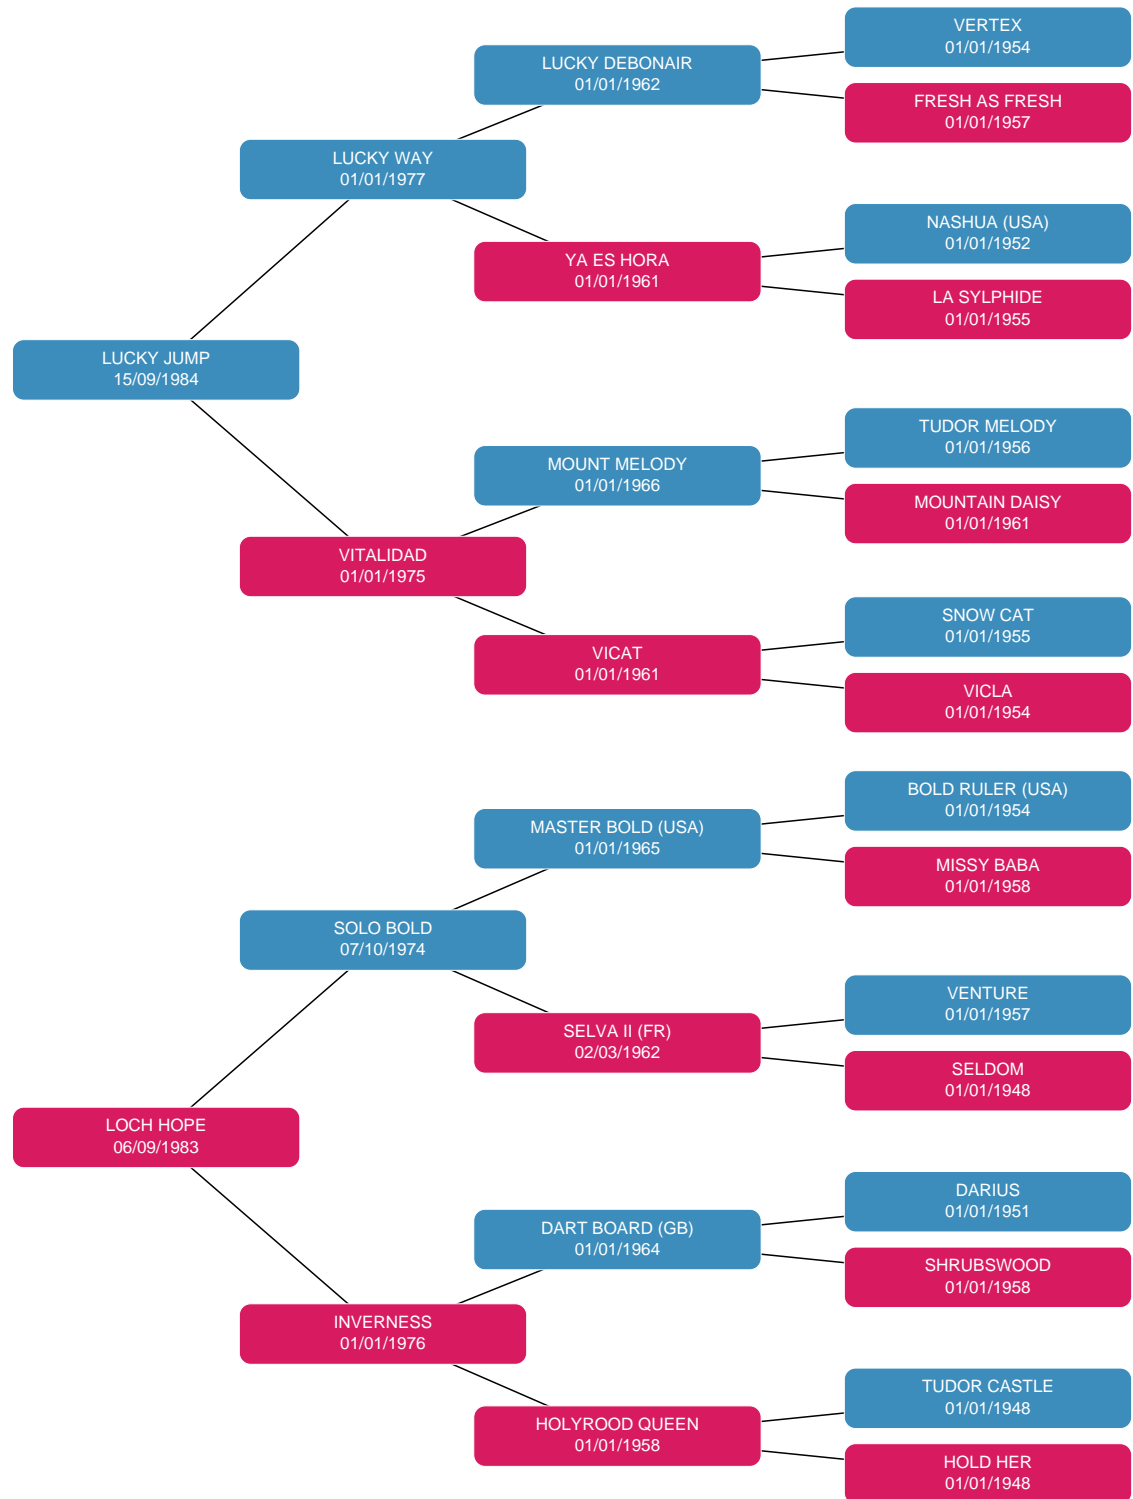 VERTEX
01/01/1954
LUCKY DEBONAIR
01/01/1962
FRESH AS FRESH
01/01/1957
LUCKY WAY
01/01/1977
NASHUA (USA)
01/01/1952
YA ES HORA
01/01/1961
LA SYLPHIDE
01/01/1955
LUCKY JUMP
15/09/1984
TUDOR MELODY
01/01/1956
MOUNT MELODY
01/01/1966
MOUNTAIN DAISY
01/01/1961
VITALIDAD
01/01/1975
SNOW CAT
01/01/1955
VICAT
01/01/1961
VICLA
01/01/1954
BOLD RULER (USA)
01/01/1954
MASTER BOLD (USA)
01/01/1965
MISSY BABA
01/01/1958
SOLO BOLD
07/10/1974
VENTURE
01/01/1957
SELVA II (FR)
02/03/1962
SELDOM
01/01/1948
LOCH HOPE
06/09/1983
DARIUS
01/01/1951
DART BOARD (GB)
01/01/1964
SHRUBSWOOD
01/01/1958
INVERNESS
01/01/1976
TUDOR CASTLE
01/01/1948
HOLYROOD QUEEN
01/01/1958
HOLD HER
01/01/1948